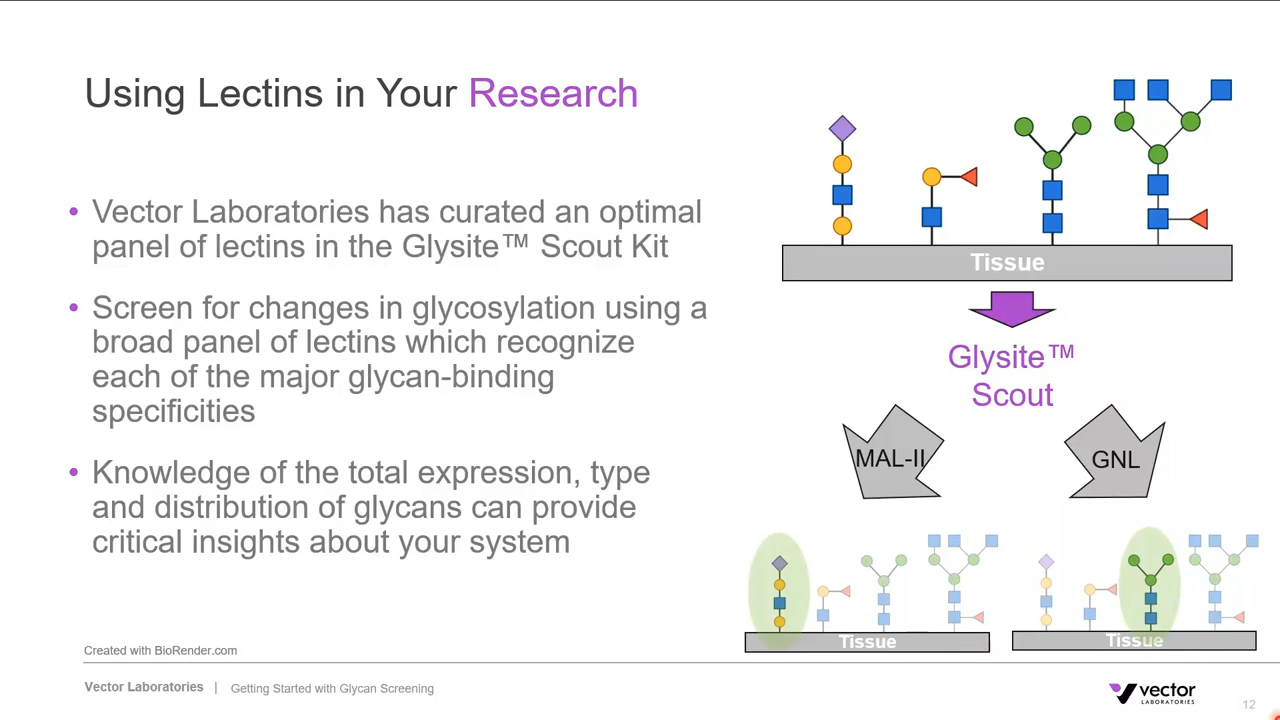 Using Lectins in Your Research
• Vector Laboratories has curated an optimal
panel of lectins in the Glysite™ Scout Kit
• Screen for changes in glycosylation using a
broad panel of lectins which recognize
each of the major glycan-binding
specificities
• Knowledge of the total expression, type
and distribution of glycans can provide
critical insights about your system
Tissue
Glysite™
Scout
MAL-II
GNL
Tissue
Tissue
Created with BioRender.com
Vector Laboratories | Getting Started with Glycan Screening
vector
LABORATORIES
12